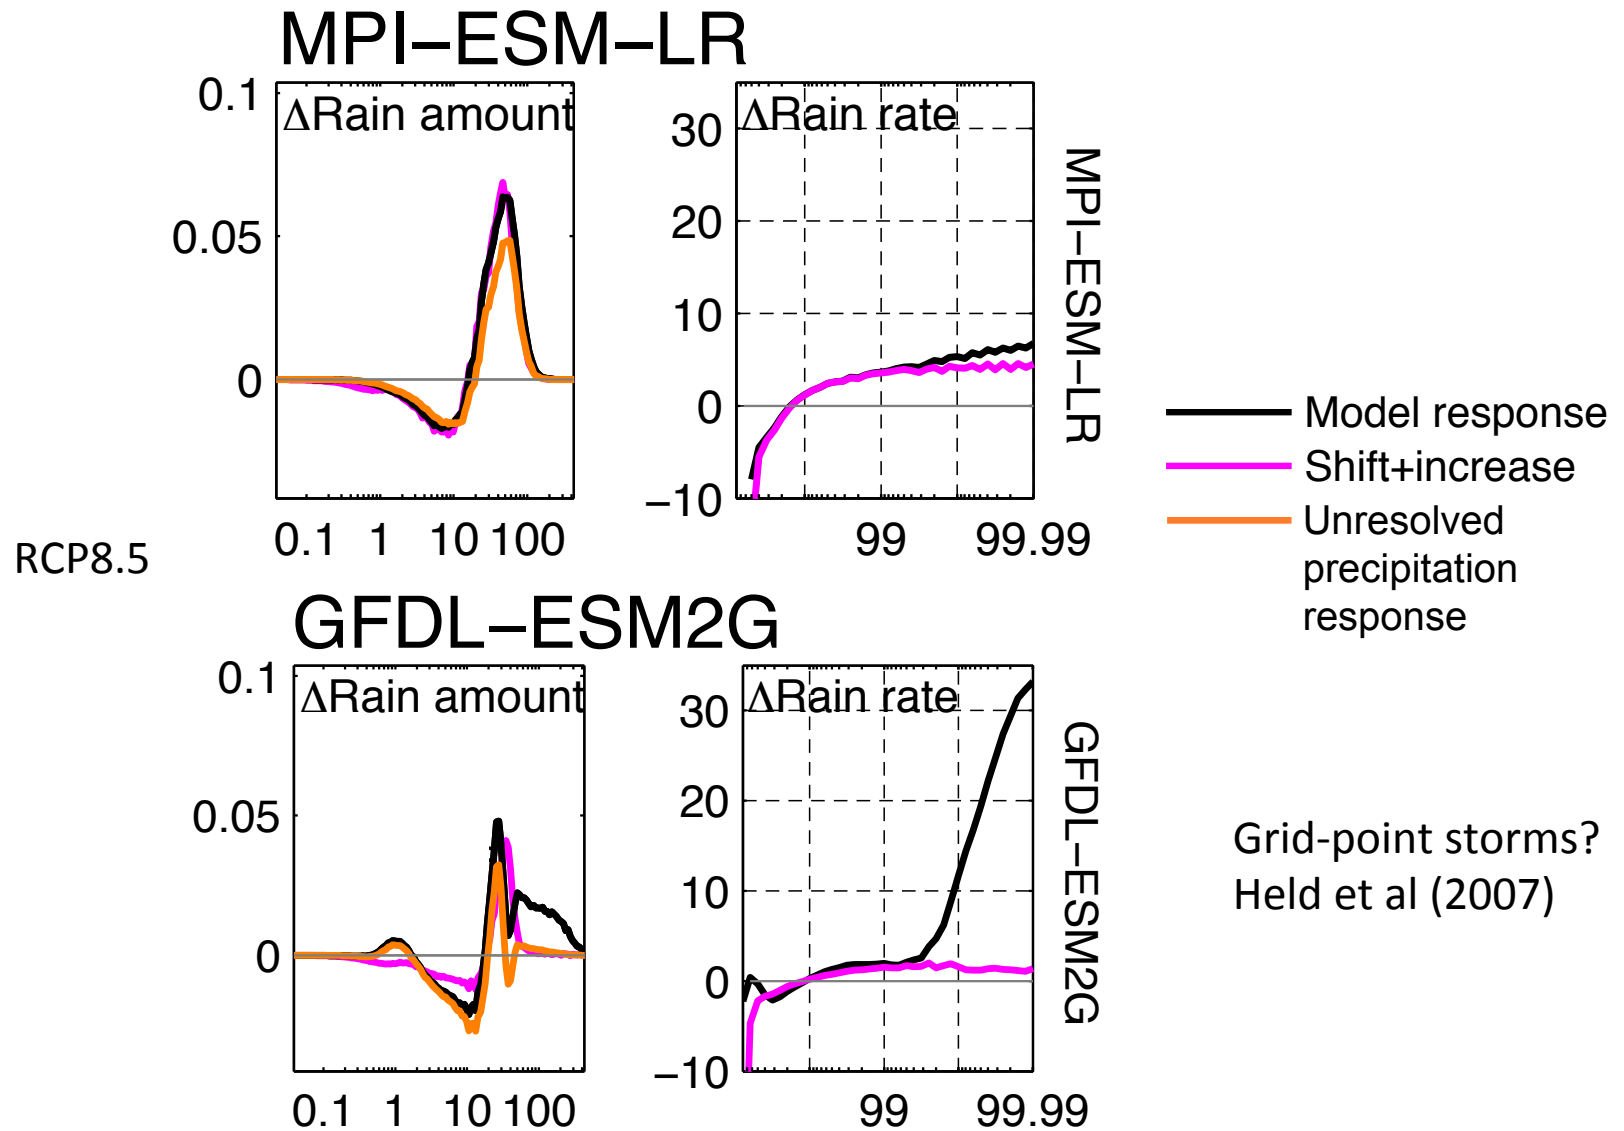 MPI–ESM–LR
ΔRain amount
0.1
0.05
0
0.1 1 10 100
ΔRain rate
30
20
10
0
−10
99 99.99
MPI–ESM–LR
Model response
Shift+increase
Unresolved
precipitation
response
RCP8.5
GFDL–ESM2G
ΔRain amount
0.1
0.05
0
0.1 1 10 100
ΔRain rate
30
20
10
0
−10
99 99.99
GFDL–ESM2G
Grid-point storms?
Held et al (2007)